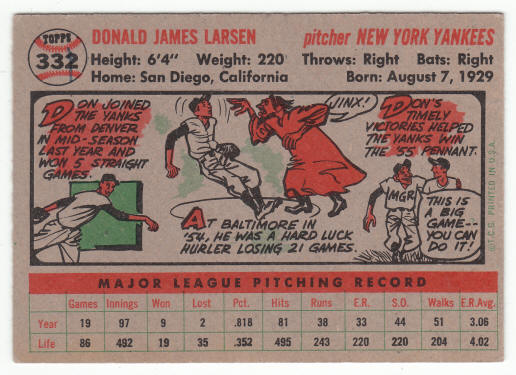 TOPPS
332
DONALD JAMES LARSEN pitcher NEW YORK YANKEES
Height: 6'4" Weight: 220 Throws: Right Bats: Right
Home: San Diego, California Born: August 7, 1929
DON JOINED
THE YANKS
FROM DENVER
IN MID-SEASON
LAST YEAR AND
WON 5 STRAIGHT
GAMES.
JINX!
AT BALTIMORE IN
'54, HE WAS A HARD LUCK
HURLER LOSING 21 GAMES.
DON'S
TIMELY
VICTORIES HELPED
THE YANKS WIN
THE '55 PENNANT.
MGR
THIS IS
A BIG
GAME--
YOU CAN
DO IT!
©T.C.G. PRINTED IN U.S.A.
MAJOR LEAGUE PITCHING RECORD
Games Innings Won Lost Pct. Hits Runs E.R. S.O. Walks E.R.Avg.
Year 19 97 9 2 .818 81 38 33 44 51 3.06
Life 86 492 19 35 .352 495 243 220 220 204 4.02